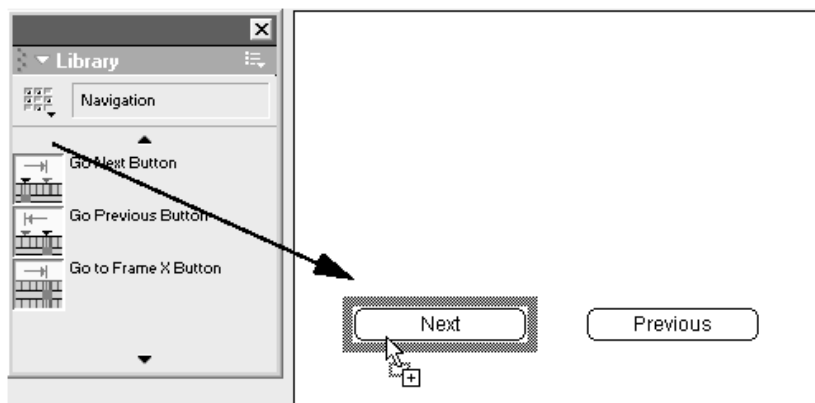 Library
Navigation
Go Next Button
Go Previous Button
Go to Frame X Button
Next
Previous